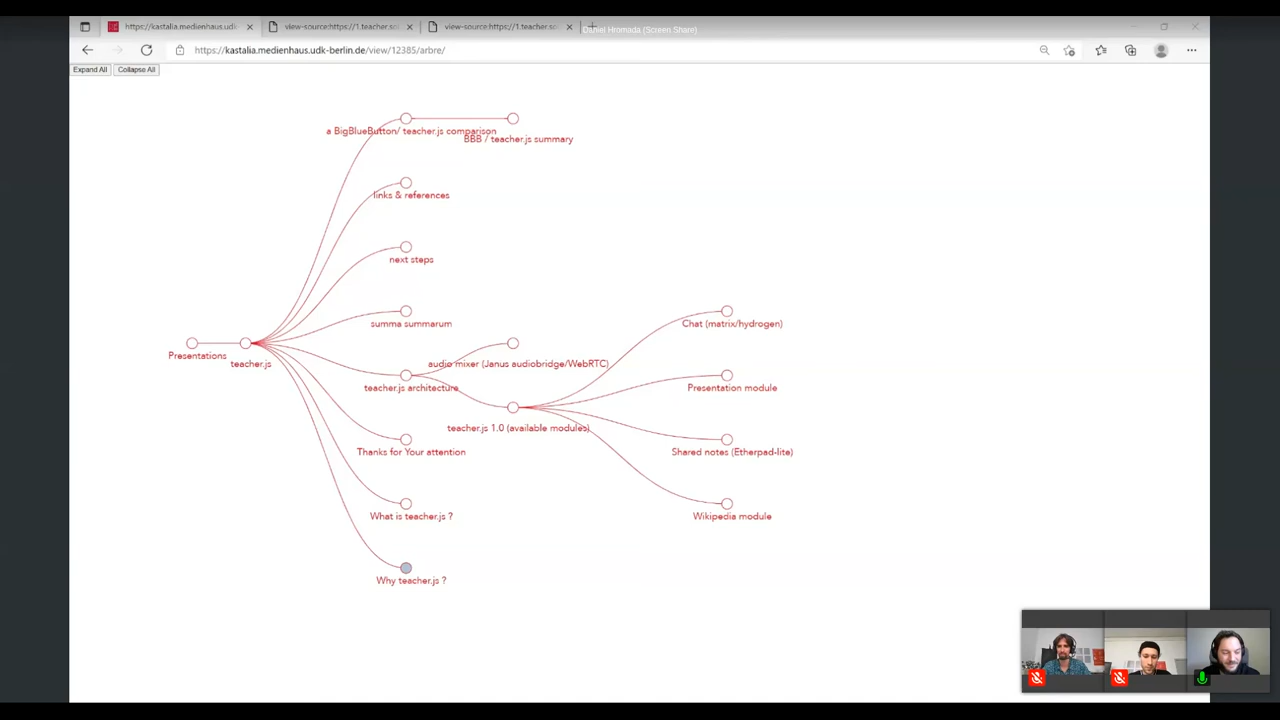 https://kastalia.medienhaus.udk-
view-source:https://1.teacher.so
view-source:https://1.teacher.so
Daniel Hromada (Screen Share)
https://kastalia.medienhaus.udk-berlin.de/view/12385/arbre/
Expand All
Collapse All
a BigBlueButton/ teacher.js comparison
BBB / teacher.js summary
links & references
next steps
summa summarum
Chat (matrix/hydrogen)
Presentations
teacher.js
audio mixer (Janus audiobridge/WebRTC)
teacher.js architecture
Presentation module
teacher.js 1.0 (available modules)
Thanks for Your attention
Shared notes (Etherpad-lite)
What is teacher.js ?
Wikipedia module
Why teacher.js ?